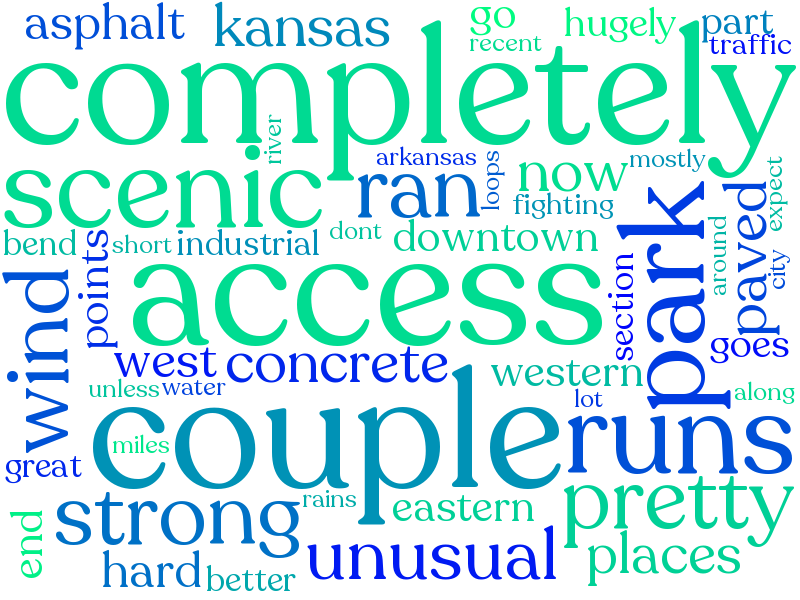 asphalt
kansas
go
recent
hugely
part
traffic
completely
river
scenic
arkansas
ran
loops
now
mostly
fighting
expect
bend
short
industrial
dont
downtown
park
paved
around
city
wind
points
access
section
goes
west
concrete
western
unless
water
lot
along
couple
runs
miles
great
strong
rains
eastern
pretty
end
hard
better
unusual
places